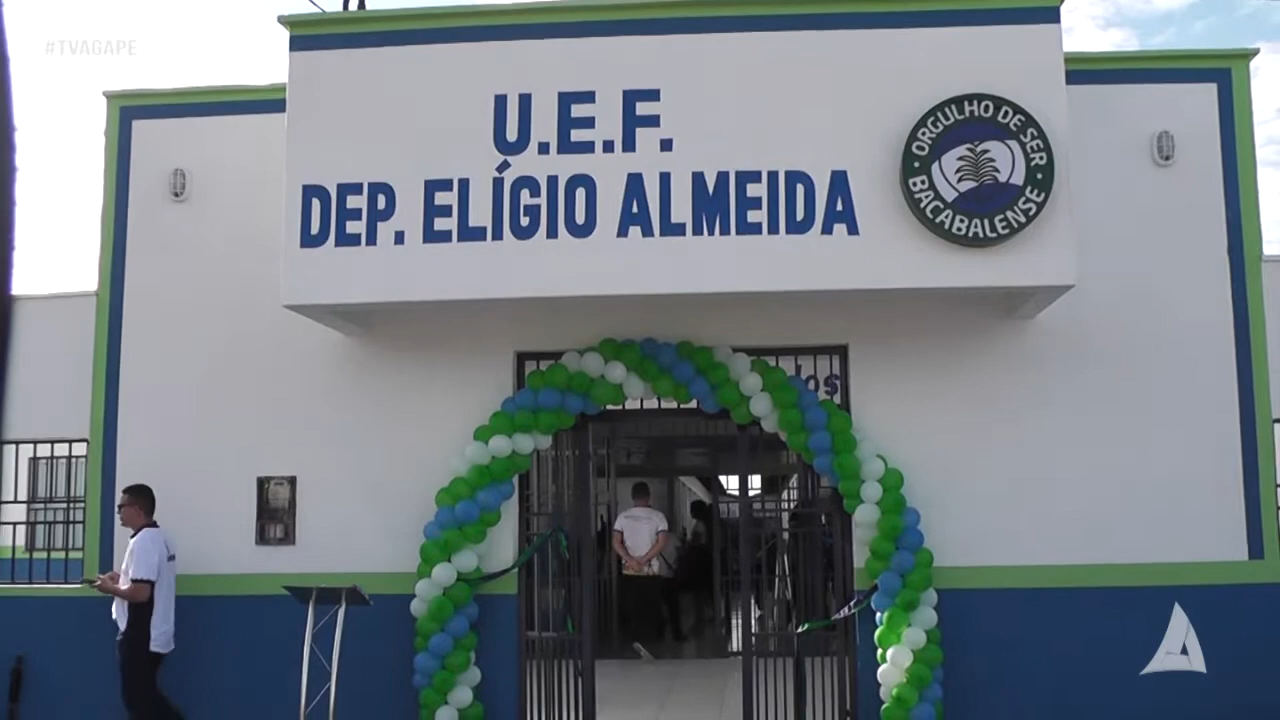 #TVAGAPE
U.E.F.
DEP. ELÍGIO ALMEIDA
ORGULHO DE SER
BACABALENSE